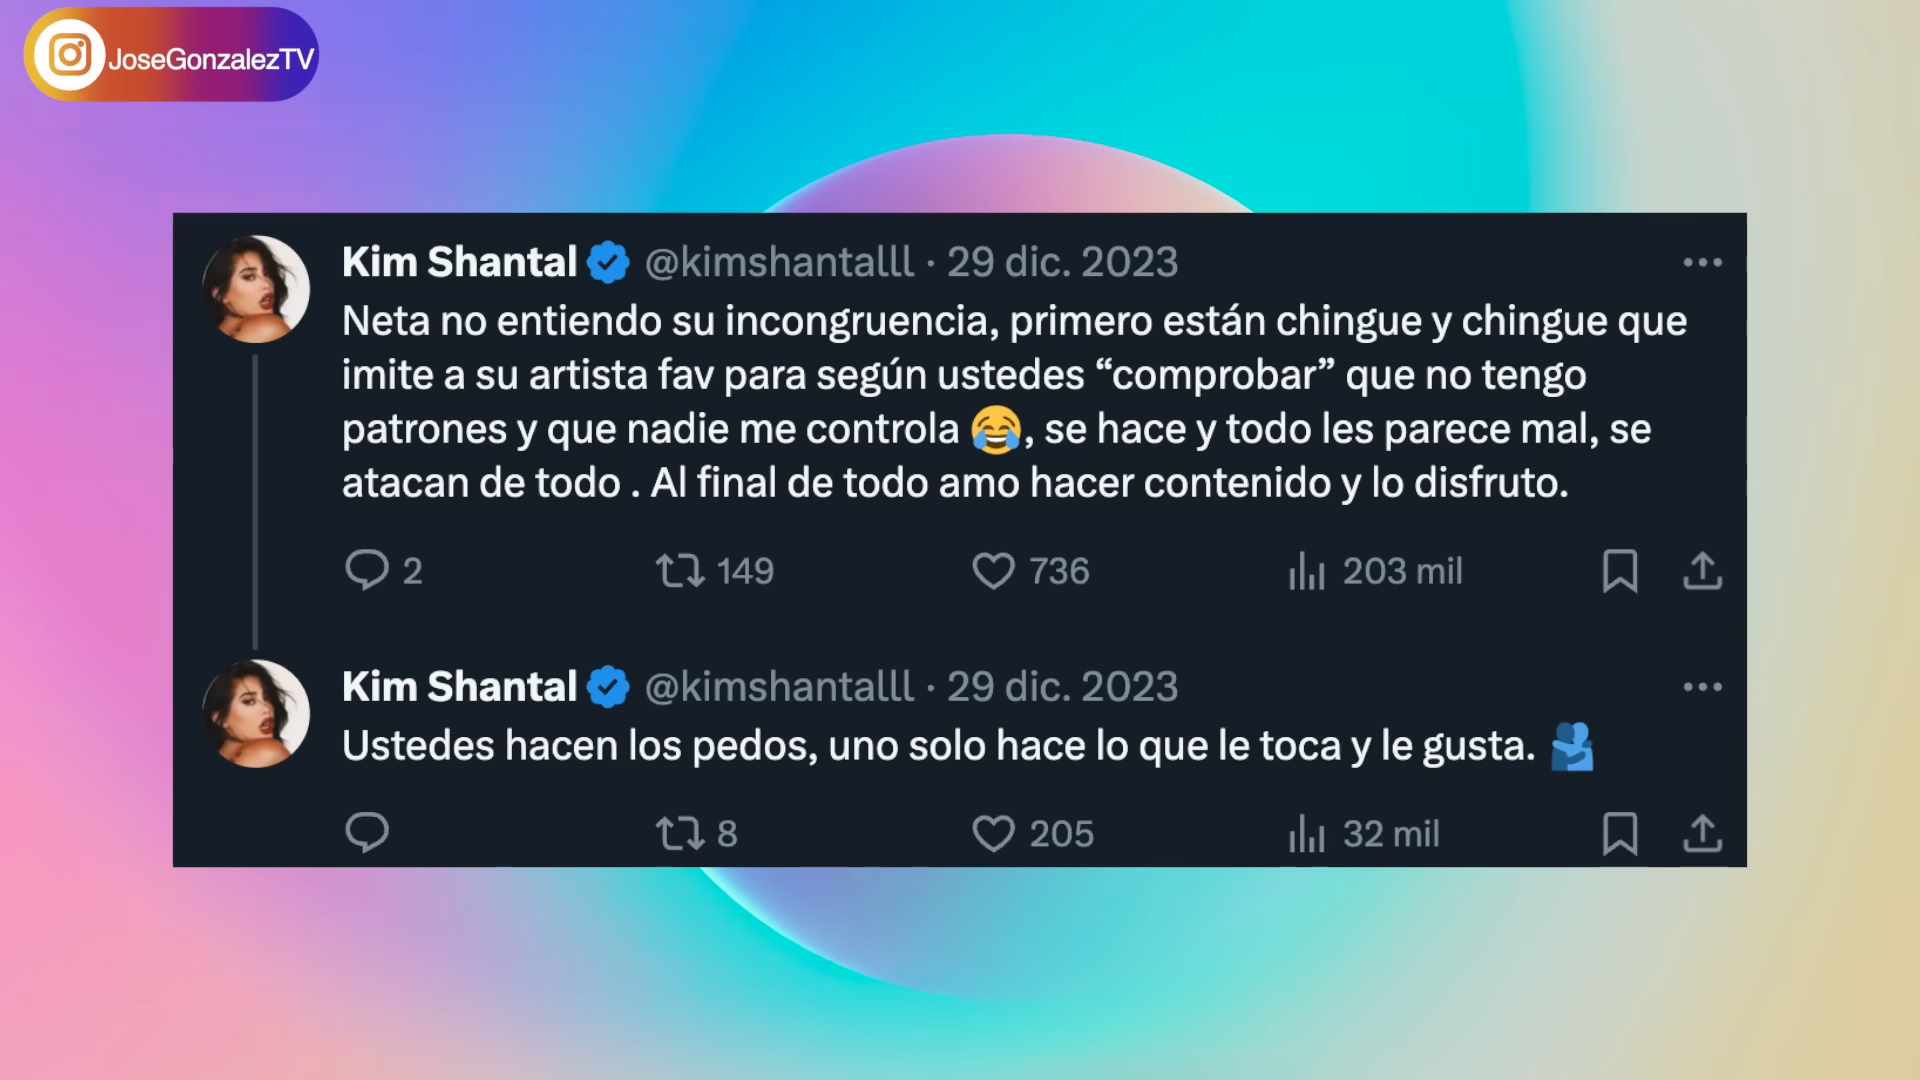 JoseGonzalezTV
Kim Shantal @kimshantalll · 29 dic. 2023
Neta no entiendo su incongruencia, primero están chingue y chingue que
imite a su artista fav para según ustedes “comprobar” que no tengo
patrones y que nadie me controla 😂, se hace y todo les parece mal, se
atacan de todo . Al final de todo amo hacer contenido y lo disfruto.
2 149 736 203 mil
Kim Shantal @kimshantalll · 29 dic. 2023
Ustedes hacen los pedos, uno solo hace lo que le toca y le gusta. 🫂
8 205 32 mil